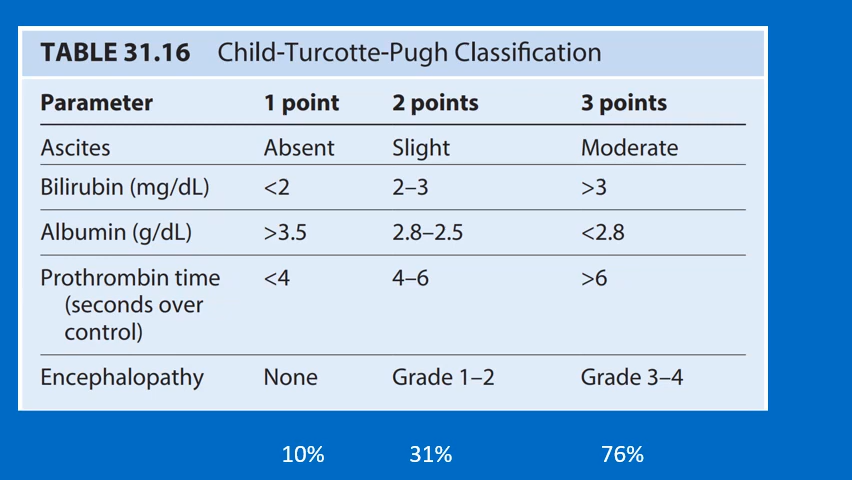 TABLE 31.16 Child-Turcotte-Pugh Classification
Parameter 1 point 2 points 3 points
Ascites Absent Slight Moderate
Bilirubin (mg/dL) <2 2–3 >3
Albumin (g/dL) >3.5 2.8–2.5 <2.8
Prothrombin time <4 4–6 >6
(seconds over
control)
Encephalopathy None Grade 1–2 Grade 3–4
10% 31% 76%